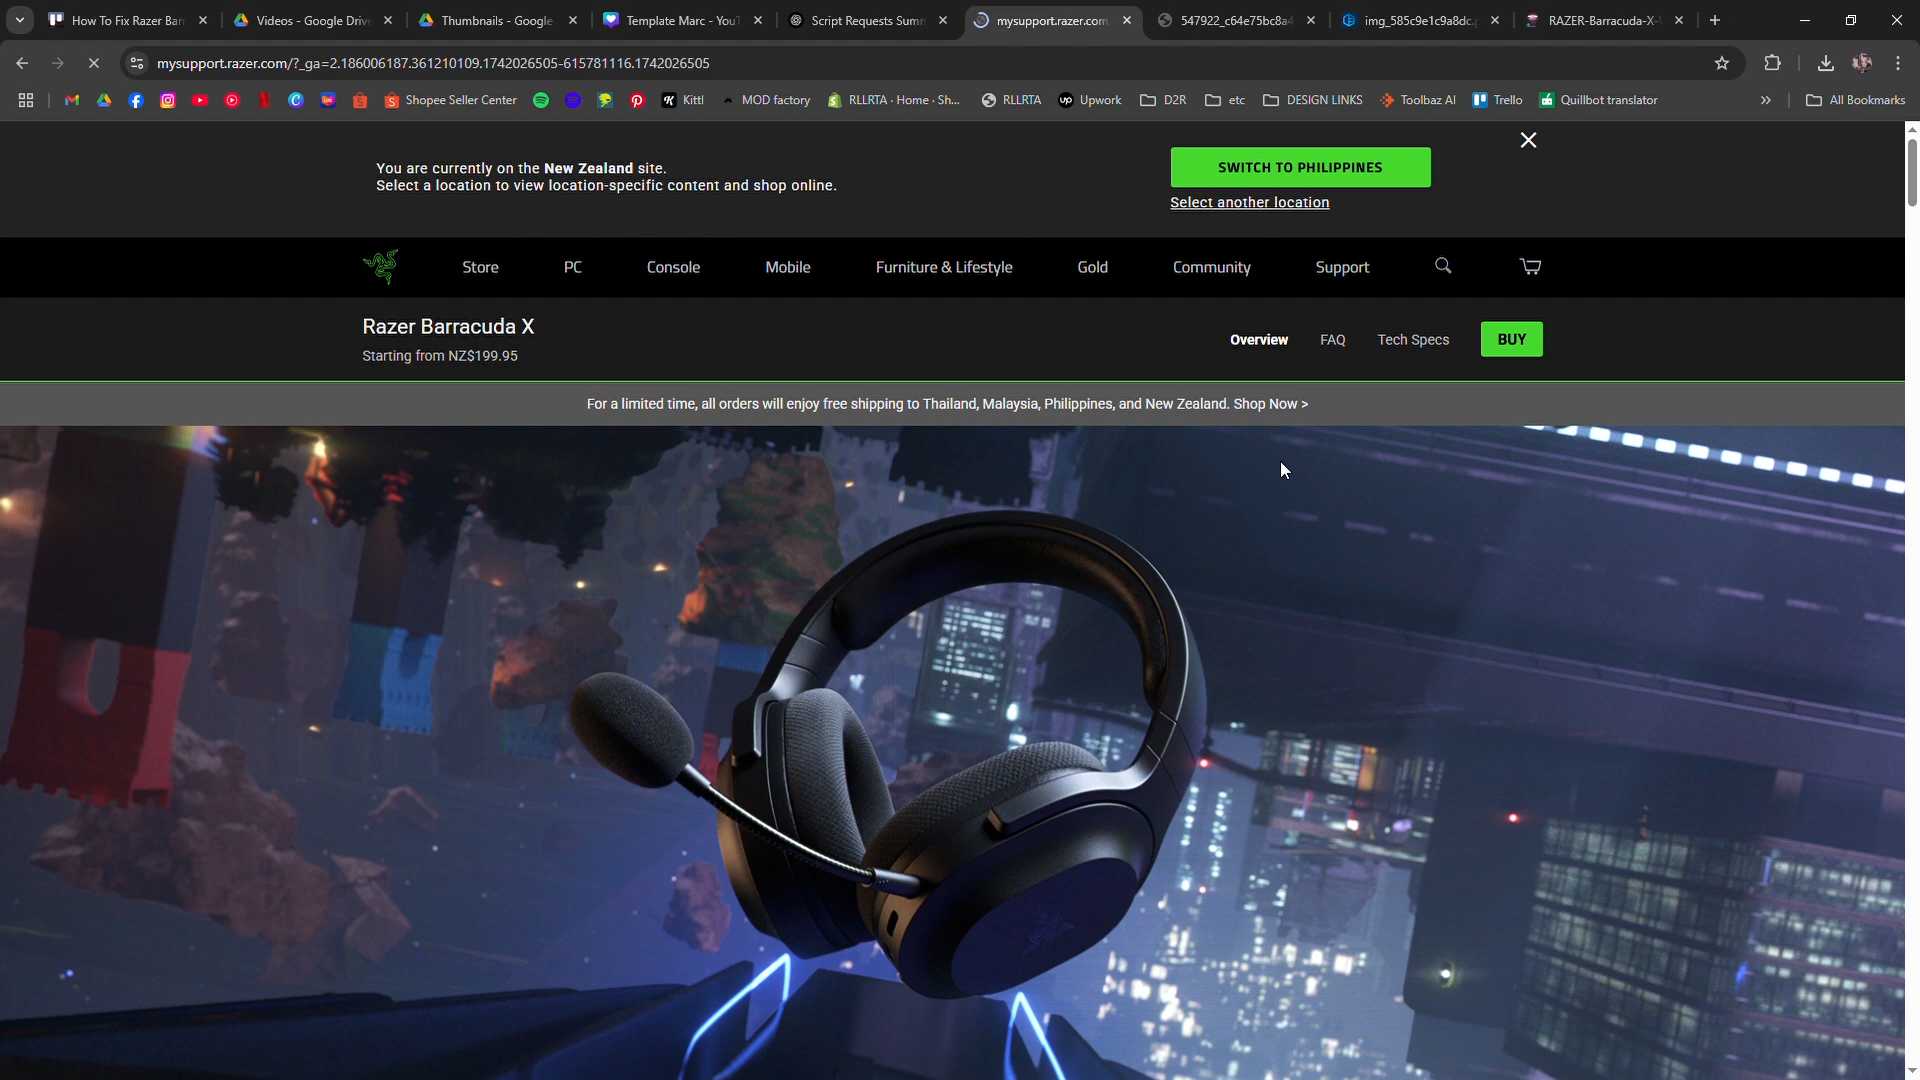 How To Fix Razer Bar
Videos - Google Drive
Thumbnails - Google
Template Marc - YouT
Script Requests Summ
mysupport.razer.com
547922_c64e75bc8a4
img_585c9e1c9a8dc.p
RAZER-Barracuda-X-
mysupport.razer.com/?_ga=2.186006187.361210109.1742026505-615781116.1742026505
Shopee Seller Center
Kittl
MOD factory
RLLRTA · Home · Sh...
RLLRTA
Upwork
D2R
etc
DESIGN LINKS
Toolbaz AI
Trello
Quillbot translator
All Bookmarks
You are currently on the New Zealand site.
Select a location to view location-specific content and shop online.
SWITCH TO PHILIPPINES
Select another location
Store
PC
Console
Mobile
Furniture & Lifestyle
Gold
Community
Support
Razer Barracuda X
Starting from NZ$199.95
Overview
FAQ
Tech Specs
BUY
For a limited time, all orders will enjoy free shipping to Thailand, Malaysia, Philippines, and New Zealand. Shop Now >